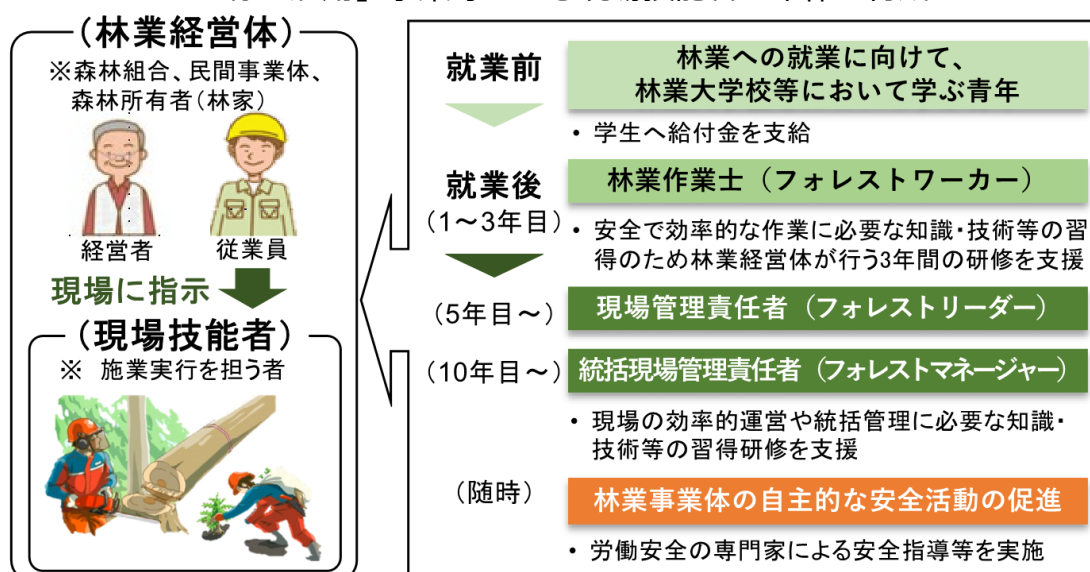 (林業経営体)
※森林組合、民間事業体、
森林所有者(林家)
経営者
従業員
現場に指示
(現場技能者)
※ 施業実行を担う者
就業前
林業への就業に向けて、
林業大学校等において学ぶ青年
• 学生へ給付金を支給
就業後
(1～3年目)
林業作業士（フォレストワーカー）
• 安全で効率的な作業に必要な知識・技術等の習
得のため林業経営体が行う3年間の研修を支援
(5年目～)
現場管理責任者（フォレストリーダー）
(10年目～)
統括現場管理責任者（フォレストマネージャー）
• 現場の効率的運営や統括管理に必要な知識・
技術等の習得研修を支援
(随時)
林業事業体の自主的な安全活動の促進
• 労働安全の専門家による安全指導等を実施